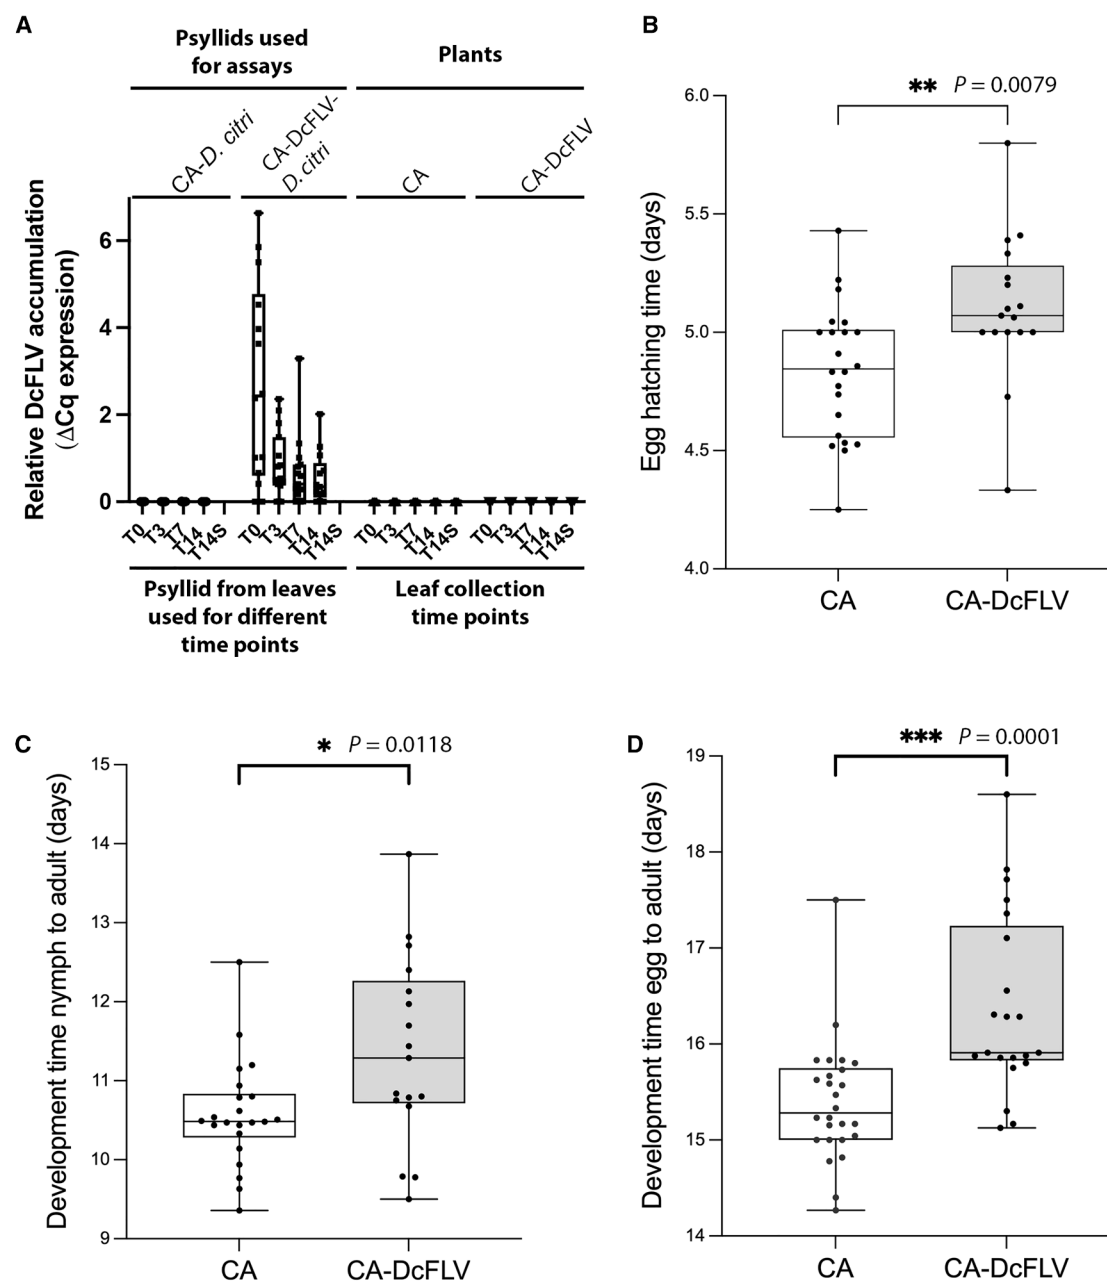 A
Psyllids used
for assays
Plants
CA-D. citri
CA-DcFLV-
D. citri
CA
CA-DcFLV
Relative DcFLV accumulation
(ΔCq expression)
6
4
2
0
T0
T3
T7
T14
T14S
T0
T3
T7
T14
T14S
T0
T3
T7
T14
T14S
T0
T3
T7
T14
T14S
Psyllid from leaves
used for different
time points
Leaf collection
time points
B
** P = 0.0079
Egg hatching time (days)
6.0
5.5
5.0
4.5
4.0
CA
CA-DcFLV
C
* P = 0.0118
Development time nymph to adult (days)
15
14
13
12
11
10
9
CA
CA-DcFLV
D
*** P = 0.0001
Development time egg to adult (days)
19
18
17
16
15
14
CA
CA-DcFLV